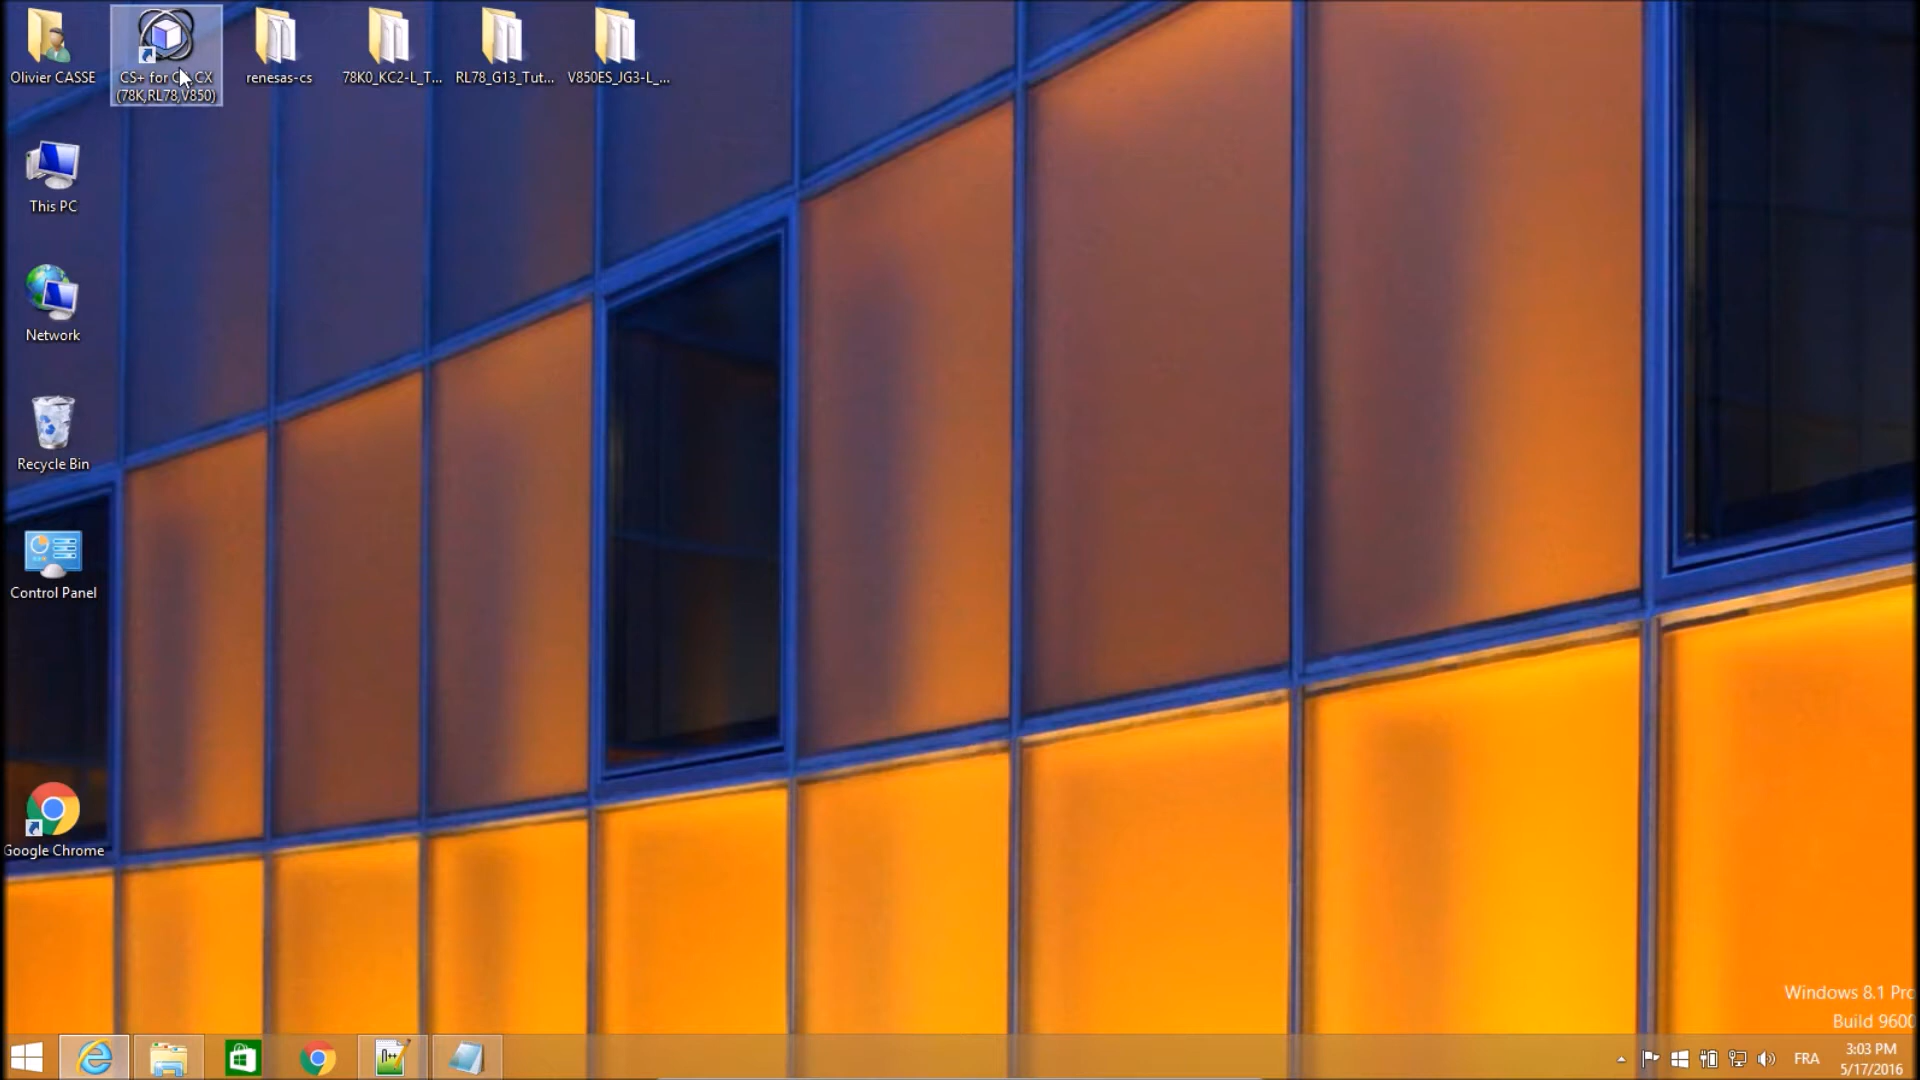 Olivier CASSE
CS+ for CX
(78K,RL78,V850)
renesas-cs
78K0_KC2-L_T...
RL78_G13_Tut...
V850ES_JG3-L_...
This PC
Network
Recycle Bin
Control Panel
Google Chrome
Windows 8.1 Pro
Build 9600
FRA
3:03 PM
5/17/2016